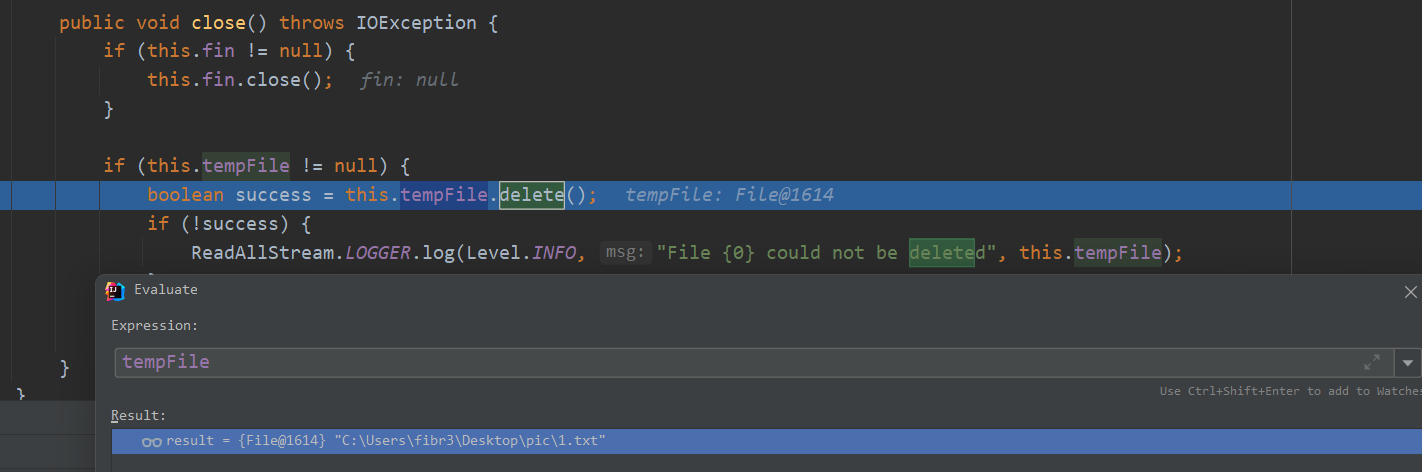 public void close() throws IOException {
if (this.fin != null) {
this.fin.close(); fin: null
}
if (this.tempFile != null) {
boolean success = this.tempFile.delete(); tempFile: File@1614
if (!success) {
ReadAllStream.LOGGER.log(Level.INFO, msg: "File {0} could not be deleted", this.tempFile);
}
}
Evaluate
Expression:
tempFile
Use Ctrl+Shift+Enter to add to Watches
Result:
result = {File@1614} "C:\Users\fibr3\Desktop\pic\1.txt"